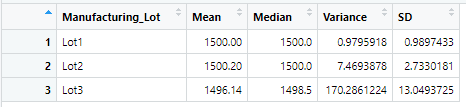 Manufacturing_Lot Mean Median Variance SD
1 Lot1 1500.00 1500.0 0.9795918 0.9897433
2 Lot2 1500.20 1500.0 7.4693878 2.7330181
3 Lot3 1496.14 1498.5 170.2861224 13.0493725